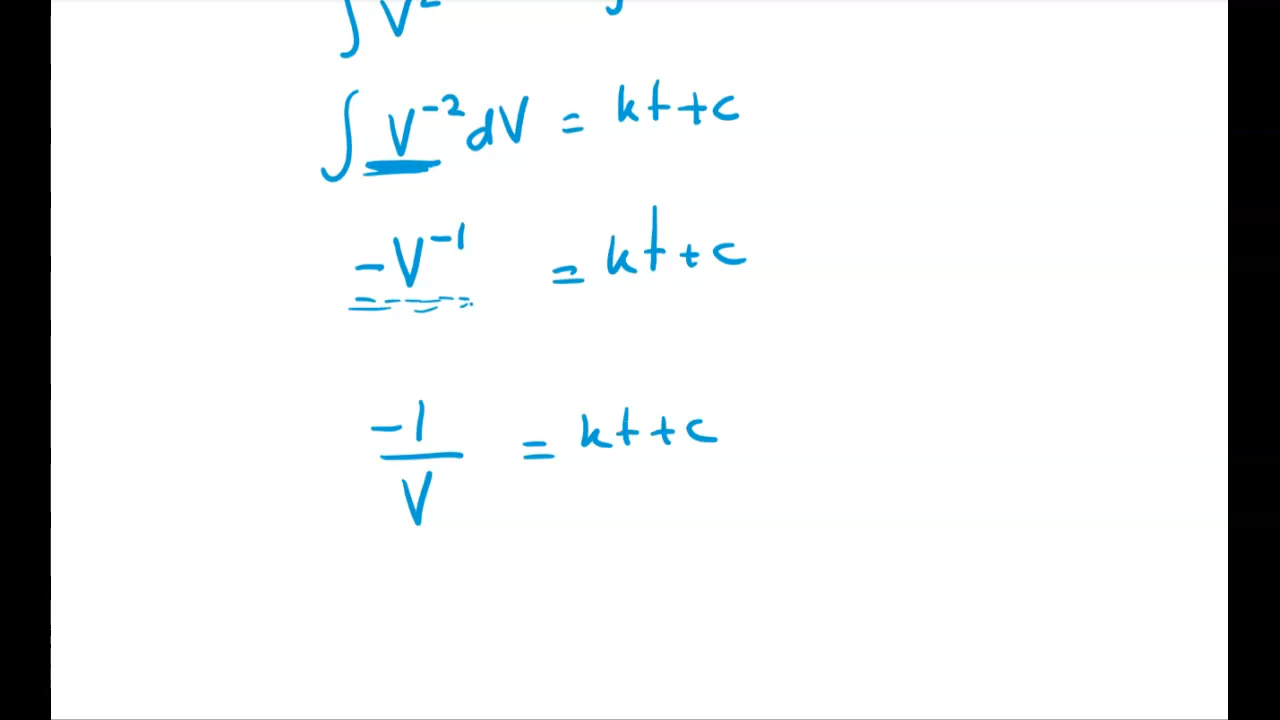 ∫ V⁻² dV = kt + c
-V⁻¹ = kt + c
-1/V = kt + c